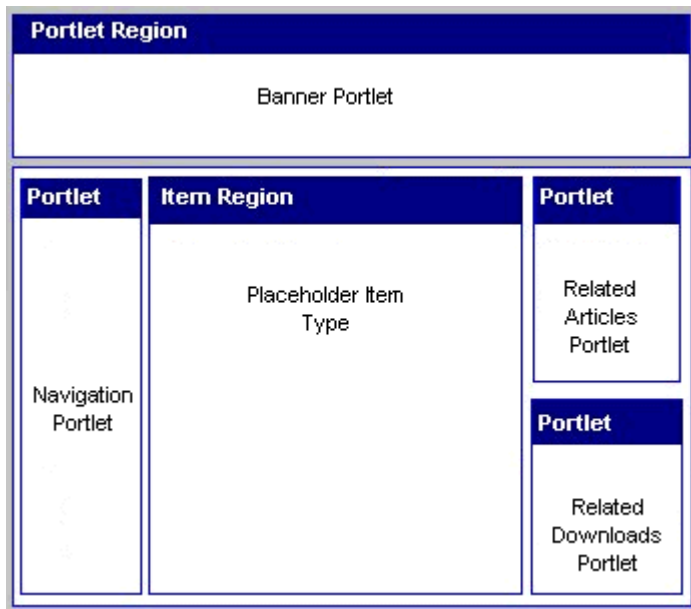 Portlet Region
Banner Portlet
Portlet
Navigation
Portlet
Item Region
Placeholder Item
Type
Portlet
Related
Articles
Portlet
Portlet
Related
Downloads
Portlet